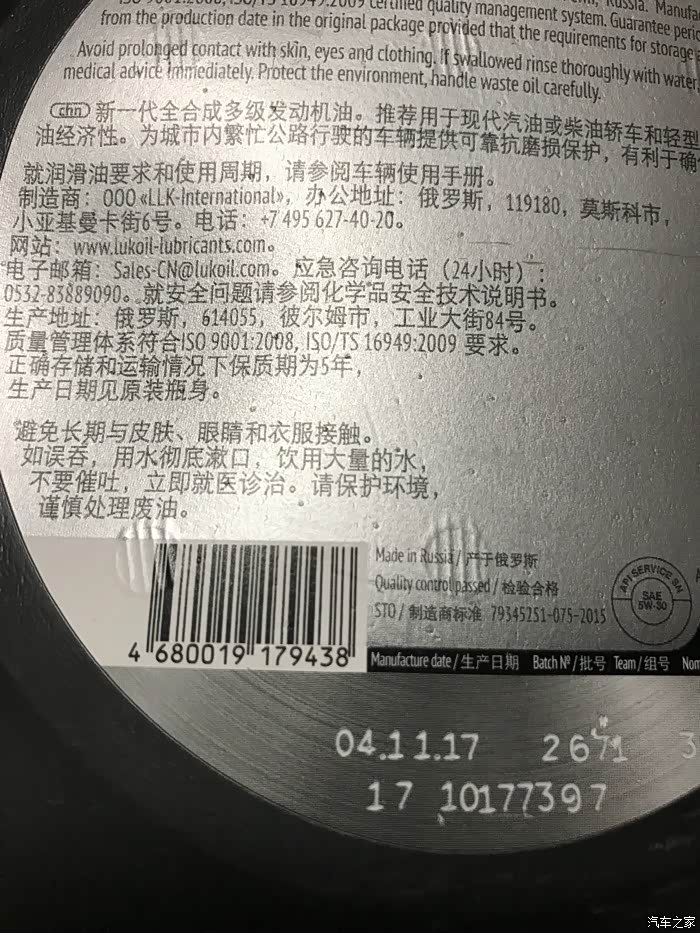 ISO 9001:2008, ISO/TS 16949:2009 certified quality management system. Guarantee
from the production date in the original package provided that the requirements for storage
Avoid prolonged contact with skin, eyes and clothing. If swallowed rinse thoroughly with water,
medical advice immediately. Protect the environment, handle waste oil carefully.
chn 新一代全合成多级发动机油。推荐用于现代汽油或柴油轿车和轻型
油经济性。为城市内繁忙公路行驶的车辆提供可靠抗磨损保护，有利于确
就润滑油要求和使用周期，请参阅车辆使用手册。
制造商：OOO «LLK-International»，办公地址：俄罗斯，119180，莫斯科市，
小亚基曼卡街6号。电话：+7 495 627-40-20。
网站：www.lukoil-lubricants.com。
电子邮箱：Sales-CN@lukoil.com。应急咨询电话（24小时）：
0532-83889090。就安全问题请参阅化学品安全技术说明书。
生产地址：俄罗斯，614055，彼尔姆市，工业大街84号。
质量管理体系符合ISO 9001:2008, ISO/TS 16949:2009 要求。
正确存储和运输情况下保质期为5年，
生产日期见原装瓶身。
避免长期与皮肤、眼睛和衣服接触。
如误吞，用水彻底漱口，饮用大量的水，
不要催吐，立即就医诊治。请保护环境，
谨慎处理废油。
Made in Russia / 产于俄罗斯
Quality control passed / 检验合格
STO / 制造商标准 79345251-075-2015
API SERVICE SN
SAE
5W-30
4 680019 179438
Manufacture date / 生产日期 Batch № / 批号 Team / 组号
04.11.17 2671 3
17 10177397
汽车之家